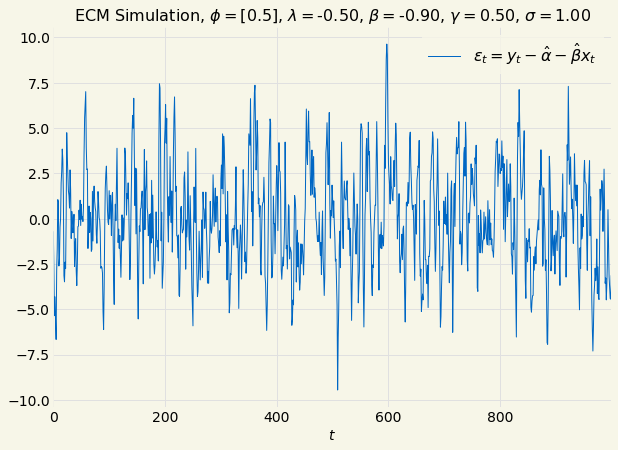 ECM Simulation, ϕ = [0.5], λ = -0.50, β = -0.90, γ = 0.50, σ = 1.00
10.0
εₜ = yₜ − α̂ − β̂xₜ
7.5
5.0
2.5
0.0
−2.5
−5.0
−7.5
−10.0
0 200 400 600 800
t